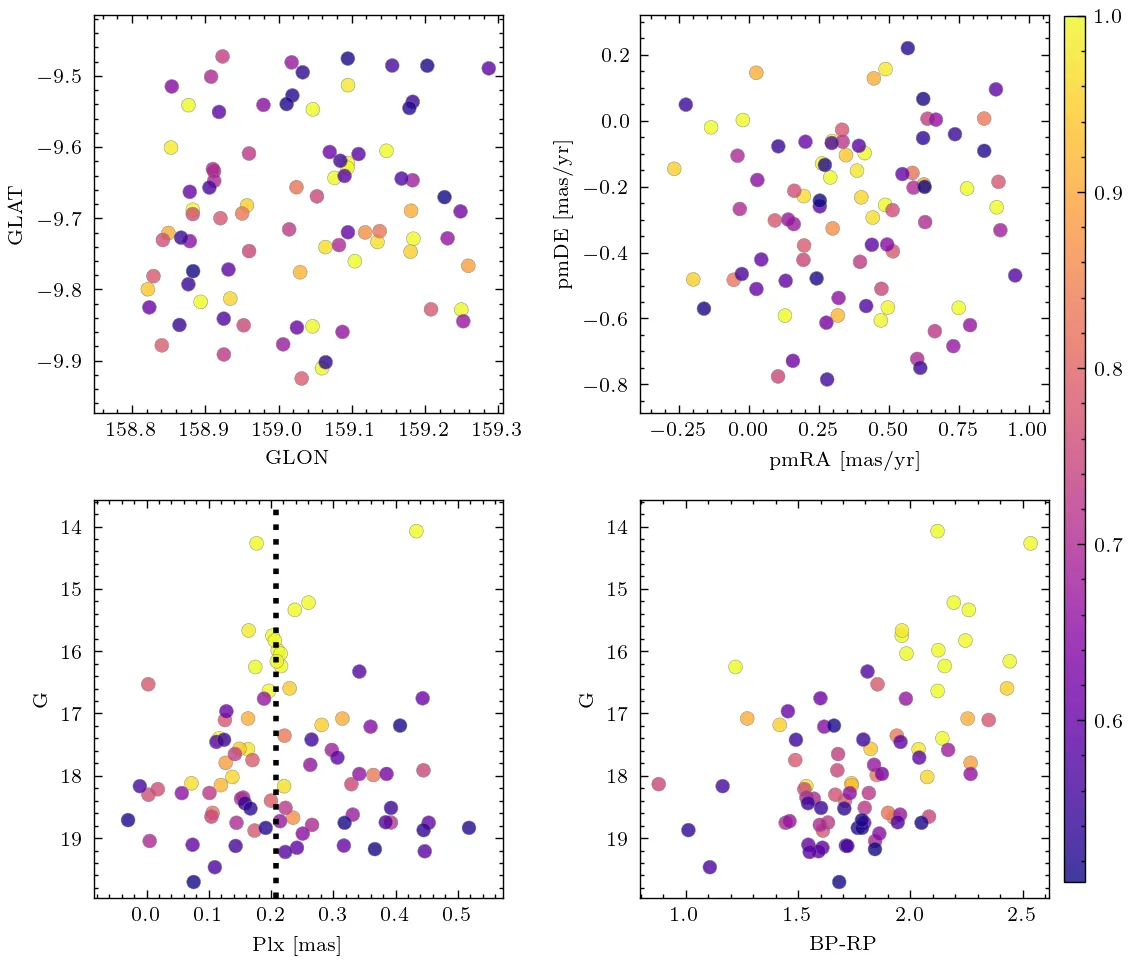 −9.5
−9.6
−9.7
−9.8
−9.9
GLAT
158.8 158.9 159.0 159.1 159.2 159.3
GLON
0.2
0.0
−0.2
−0.4
−0.6
−0.8
pmDE [mas/yr]
−0.25 0.00 0.25 0.50 0.75 1.00
pmRA [mas/yr]
1.0
0.9
0.8
0.7
0.6
14
15
16
17
18
19
G
0.0 0.1 0.2 0.3 0.4 0.5
Plx [mas]
14
15
16
17
18
19
G
1.0 1.5 2.0 2.5
BP-RP